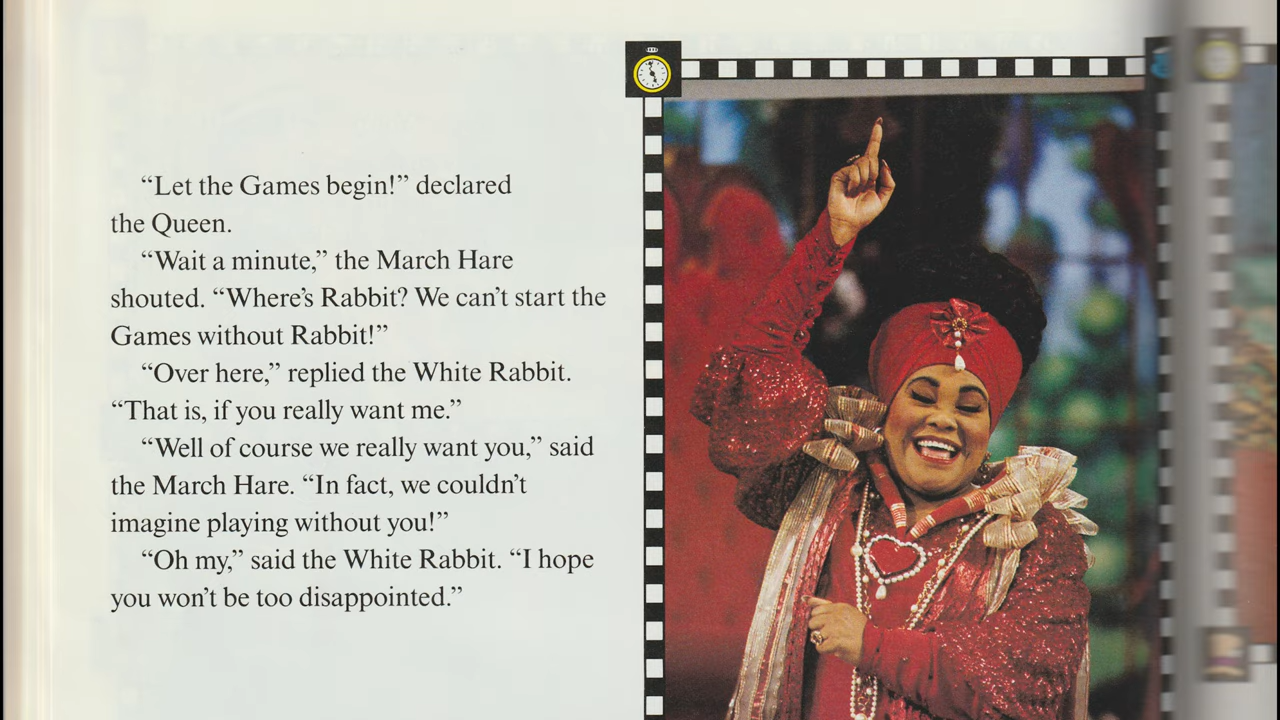 “Let the Games begin!” declared
the Queen.
“Wait a minute,” the March Hare
shouted. “Where’s Rabbit? We can’t start the
Games without Rabbit!”
“Over here,” replied the White Rabbit.
“That is, if you really want me.”
“Well of course we really want you,” said
the March Hare. “In fact, we couldn’t
imagine playing without you!”
“Oh my,” said the White Rabbit. “I hope
you won’t be too disappointed.”